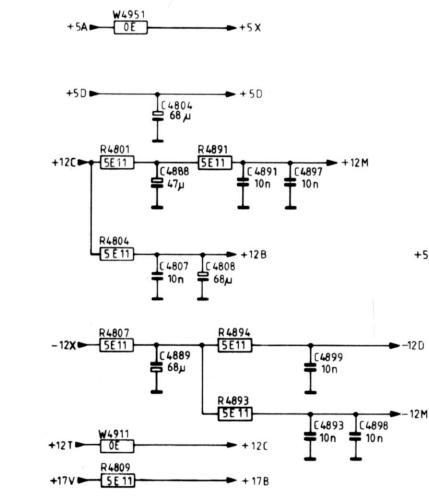 W4951
+5A 0E +5X
+5D +5D
C4804
68µ
R4801 R4891
+12C 5E11 5E11 +12M
C4888 C4891 C4897
47µ 10n 10n
R4804
5E11 +12B +5
C4807 C4808
10n 68µ
R4807 R4894
-12X 5E11 5E11 -12D
C4889 C4899
68µ 10n
R4893
5E11 -12M
C4893 C4898
10n 10n
W4911
+12T 0E +12C
R4809
+17V 5E11 +17B